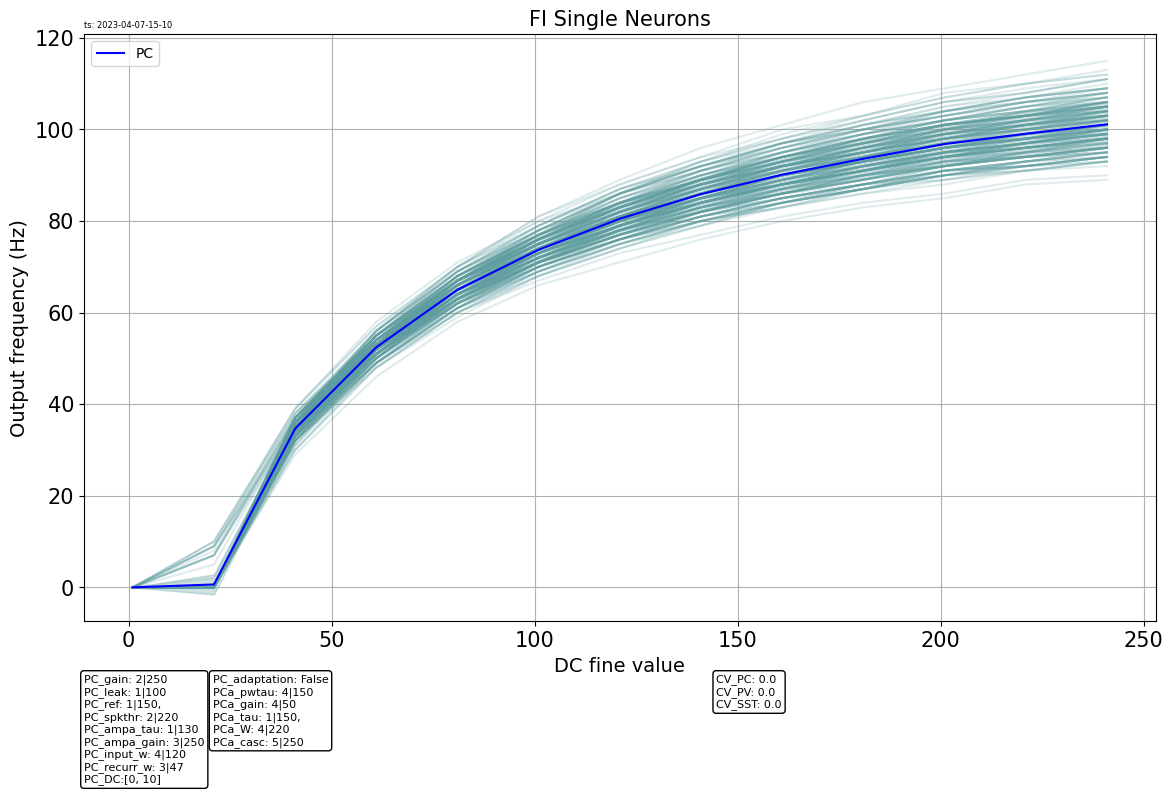 FI Single Neurons
ts: 2023-04-07-15-10
PC
120
100
80
60
40
20
0
Output frequency (Hz)
0 50 100 150 200 250
DC fine value
PC_gain: 2|250
PC_leak: 1|100
PC_ref: 1|150,
PC_spkthr: 2|220
PC_ampa_tau: 1|130
PC_ampa_gain: 3|250
PC_input_w: 4|120
PC_recurr_w: 3|47
PC_DC:[0, 10]
PC_adaptation: False
PCa_pwtau: 4|150
PCa_gain: 4|50
PCa_tau: 1|150,
PCa_W: 4|220
PCa_casc: 5|250
CV_PC: 0.0
CV_PV: 0.0
CV_SST: 0.0